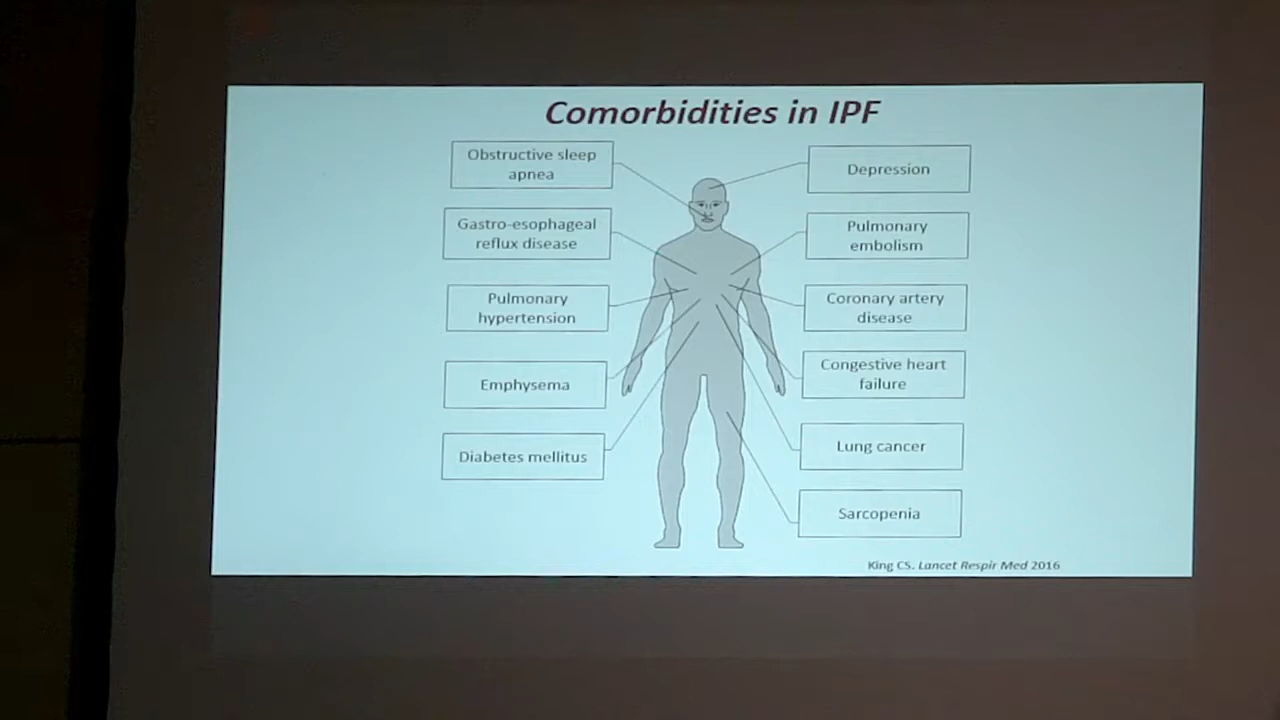 Comorbidities in IPF
Obstructive sleep
apnea
Gastro-esophageal
reflux disease
Pulmonary
hypertension
Emphysema
Diabetes mellitus
Depression
Pulmonary
embolism
Coronary artery
disease
Congestive heart
failure
Lung cancer
Sarcopenia
King CS. Lancet Respir Med 2016